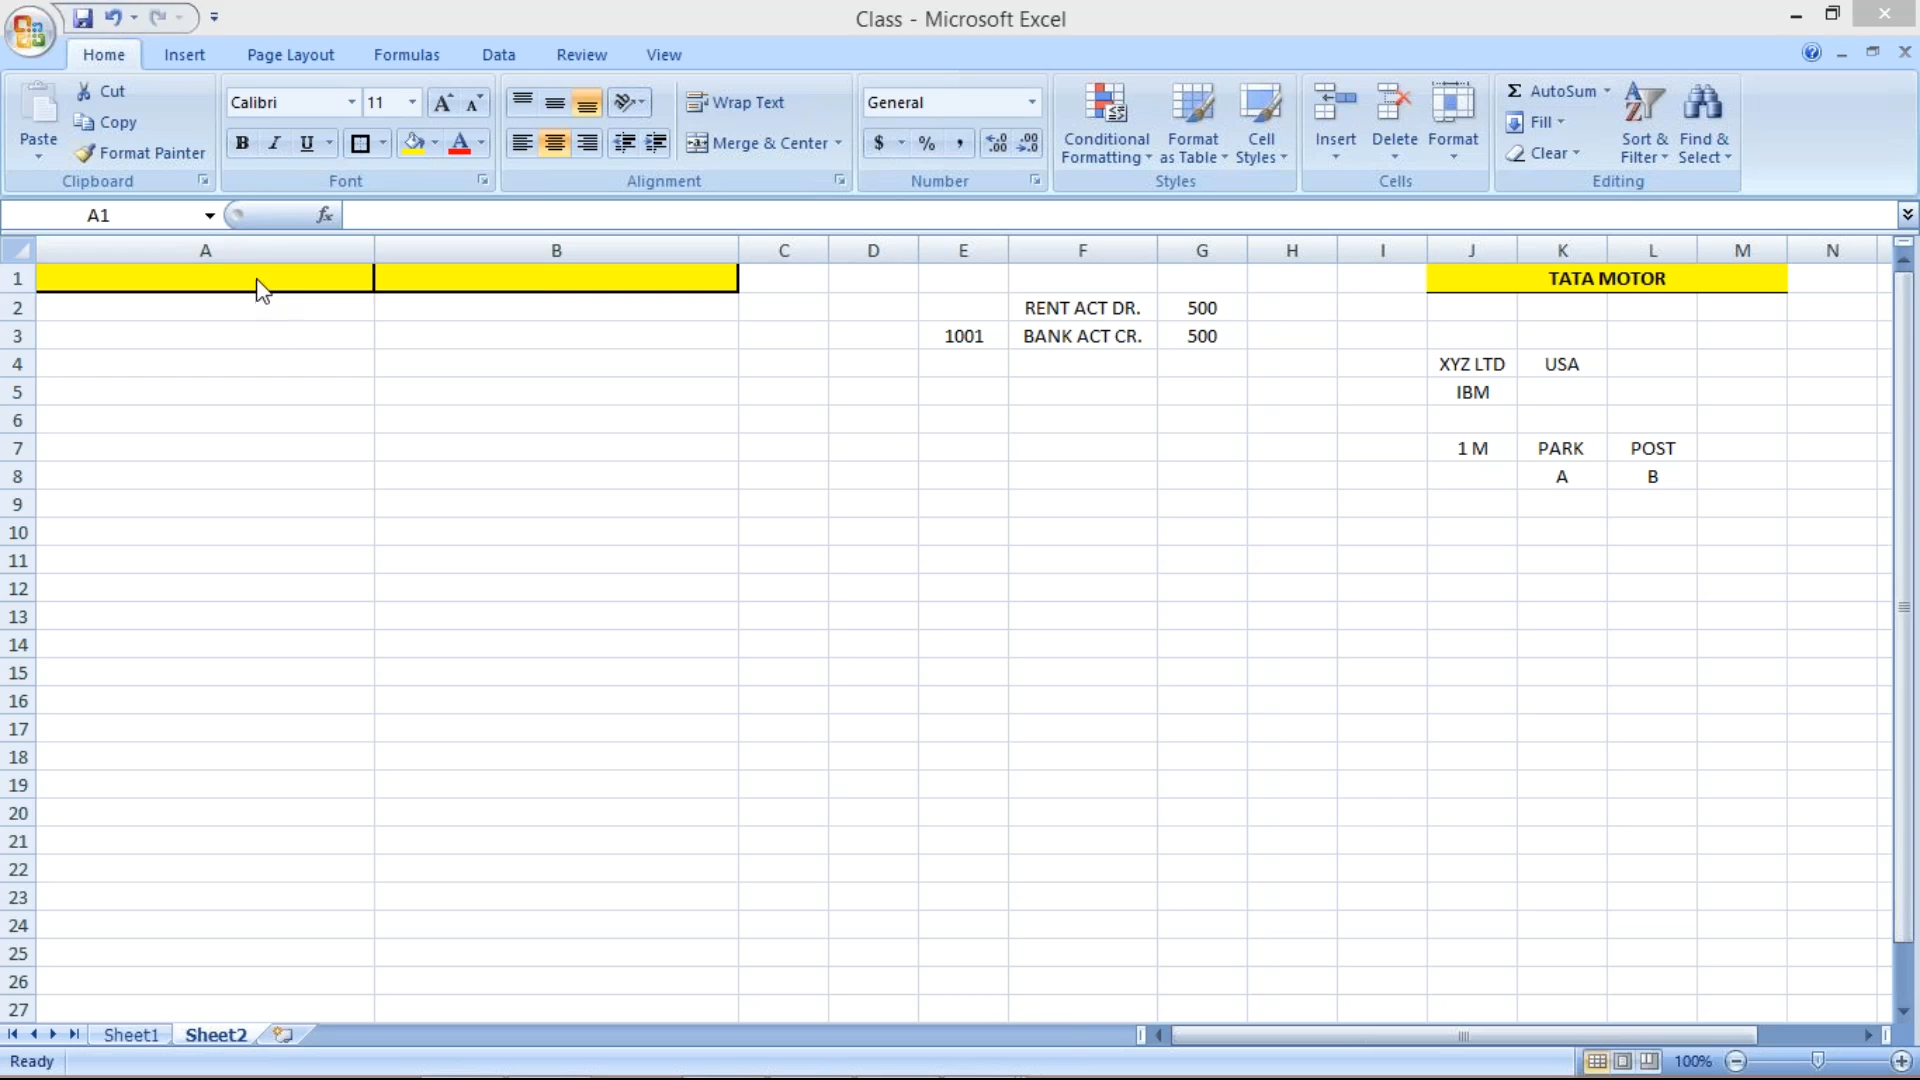 Class - Microsoft Excel
Home Insert Page Layout Formulas Data Review View
Paste
Cut
Copy
Format Painter
Clipboard
Calibri 11
B I U
Font
Wrap Text
Merge & Center
Alignment
General
$ % ,
Number
Conditional Formatting
Format as Table
Cell Styles
Styles
Insert Delete Format
Cells
Σ AutoSum
Fill
Clear
Sort & Filter
Find & Select
Editing
A1 fx
A B C D E F G H I J K L M N
1 TATA MOTOR
2 RENT ACT DR. 500
3 1001 BANK ACT CR. 500
4 XYZ LTD USA
5 IBM
6
7 1 M PARK POST
8 A B
9
10
11
12
13
14
15
16
17
18
19
20
21
22
23
24
25
26
27
Sheet1 Sheet2
Ready 100%